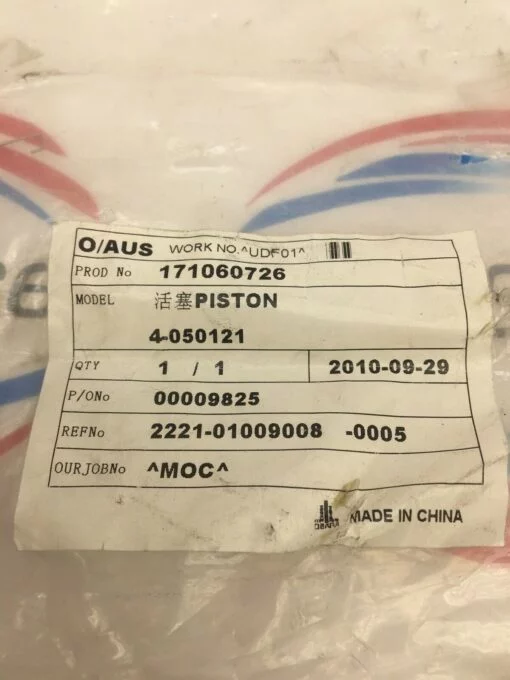 O/AUS WORK NO.^UDF01^
PROD No 171060726
MODEL 活塞PISTON
4-050121
QTY 1 / 1 2010-09-29
P/ONo 00009825
REFNo 2221-01009008 -0005
OURJOBNo ^MOC^
MADE IN CHINA